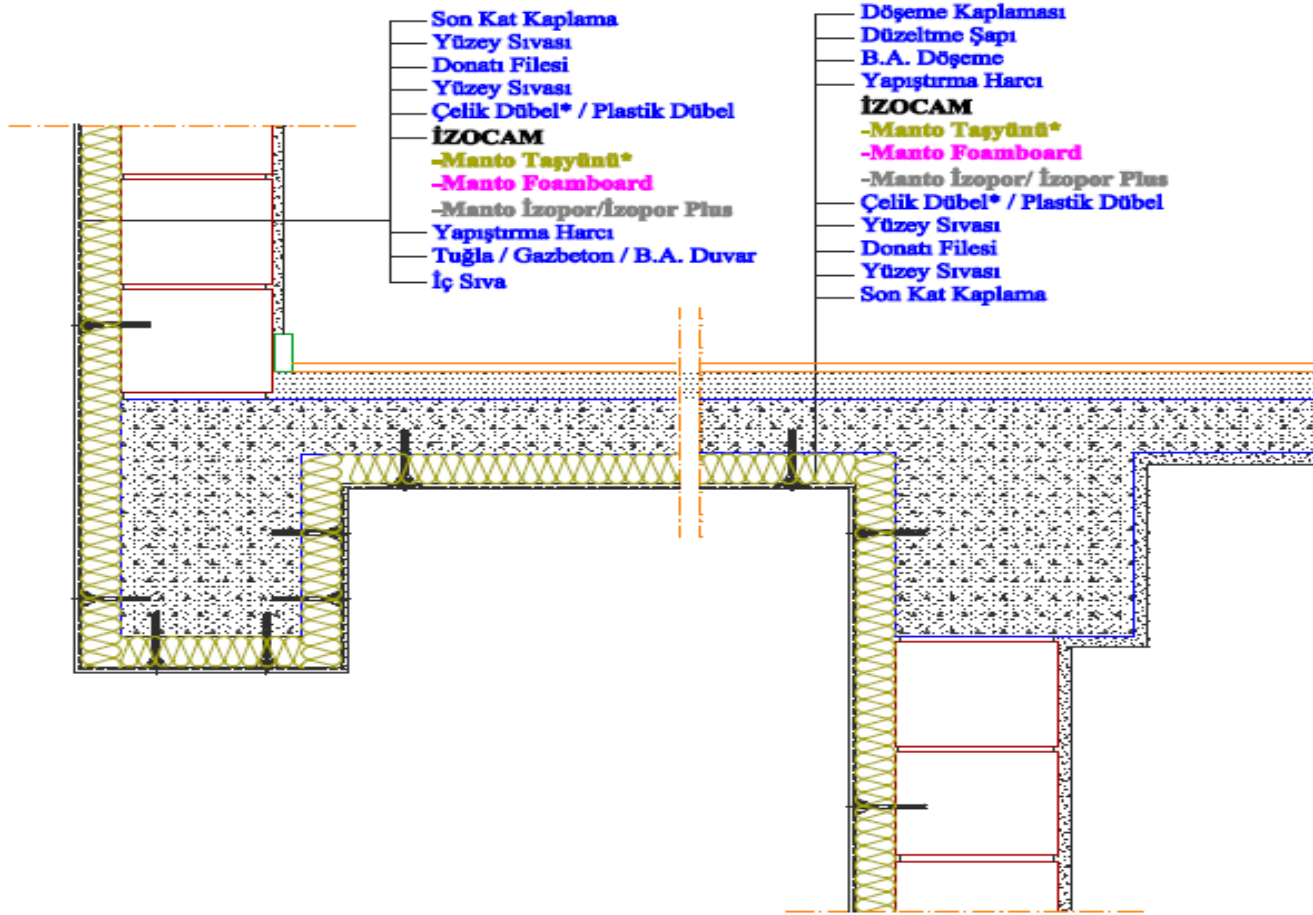 Son Kat Kaplama
Yüzey Sıvası
Donatı Filesi
Yüzey Sıvası
Çelik Dübel* / Plastik Dübel
İZOCAM
-Manto Taşyünü*
-Manto Foamboard
-Manto İzopor/İzopor Plus
Yapıştırma Harcı
Tuğla / Gazbeton / B.A. Duvar
İç Sıva
Döşeme Kaplaması
Düzeltme Şapı
B.A. Döşeme
Yapıştırma Harcı
İZOCAM
-Manto Taşyünü*
-Manto Foamboard
-Manto İzopor/ İzopor Plus
Çelik Dübel* / Plastik Dübel
Yüzey Sıvası
Donatı Filesi
Yüzey Sıvası
Son Kat Kaplama